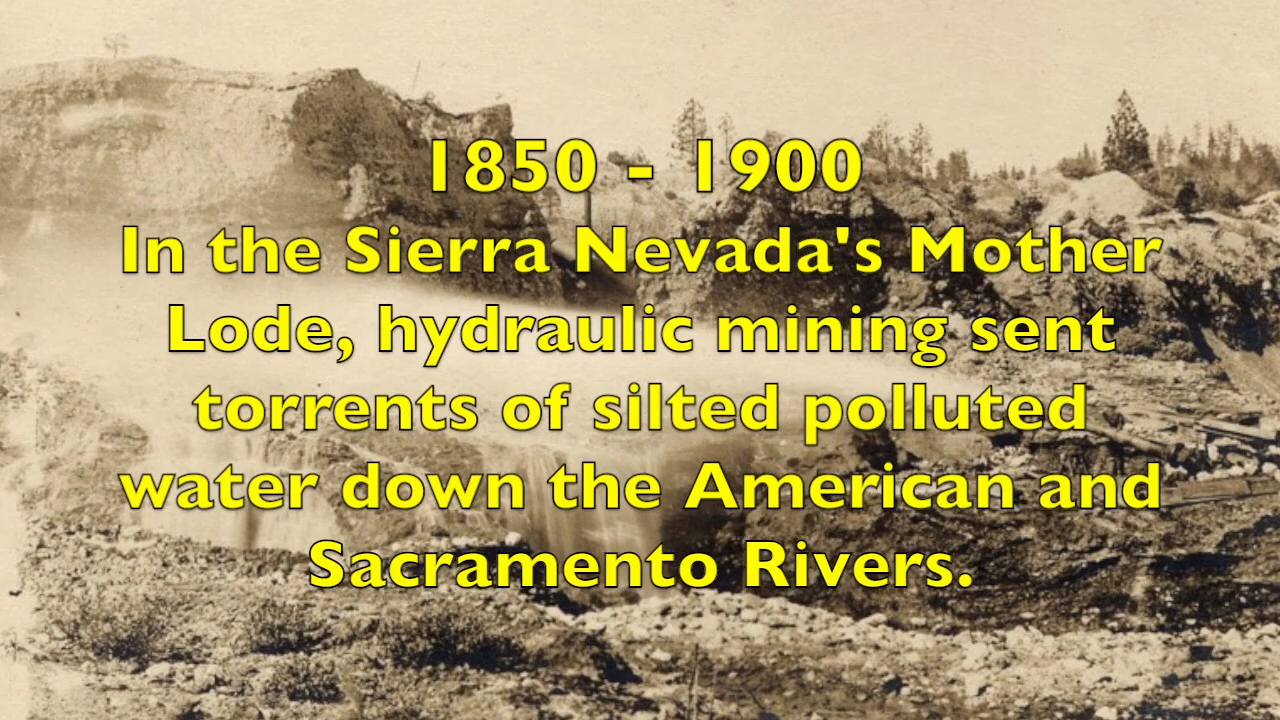 1850 - 1900
In the Sierra Nevada's Mother
Lode, hydraulic mining sent
torrents of silted polluted
water down the American and
Sacramento Rivers.